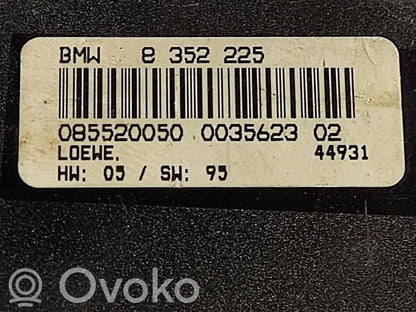 BMW 8 352 225
085520050 0035623 02
LOEWE, 44931
HW: 05 / SW: 95
Ovoko